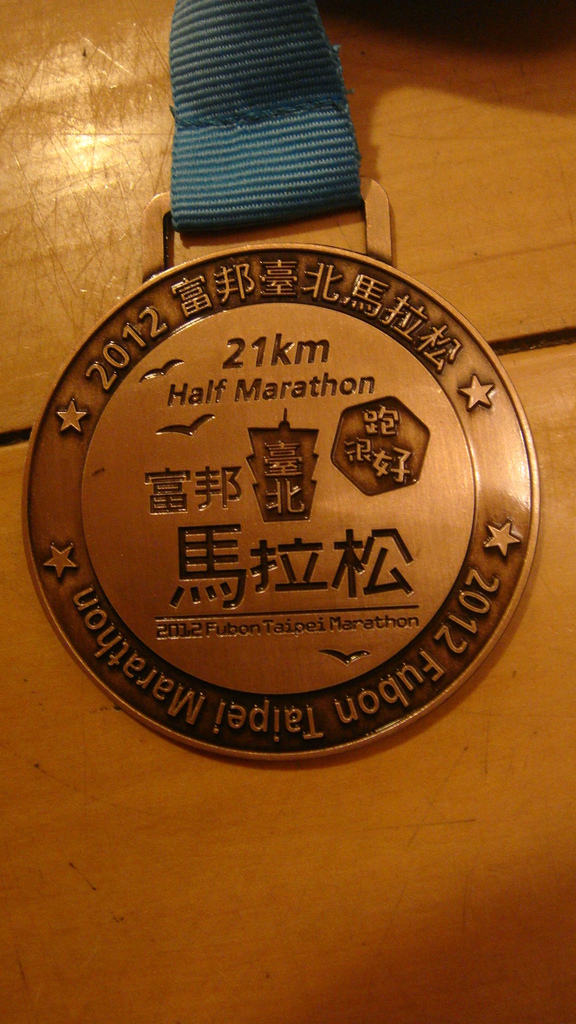 2012 富邦臺北馬拉松
21km
Half Marathon
跑
很好
富邦
臺
北
馬拉松
2012 Fubon Taipei Marathon
2012 Fubon Taipei Marathon